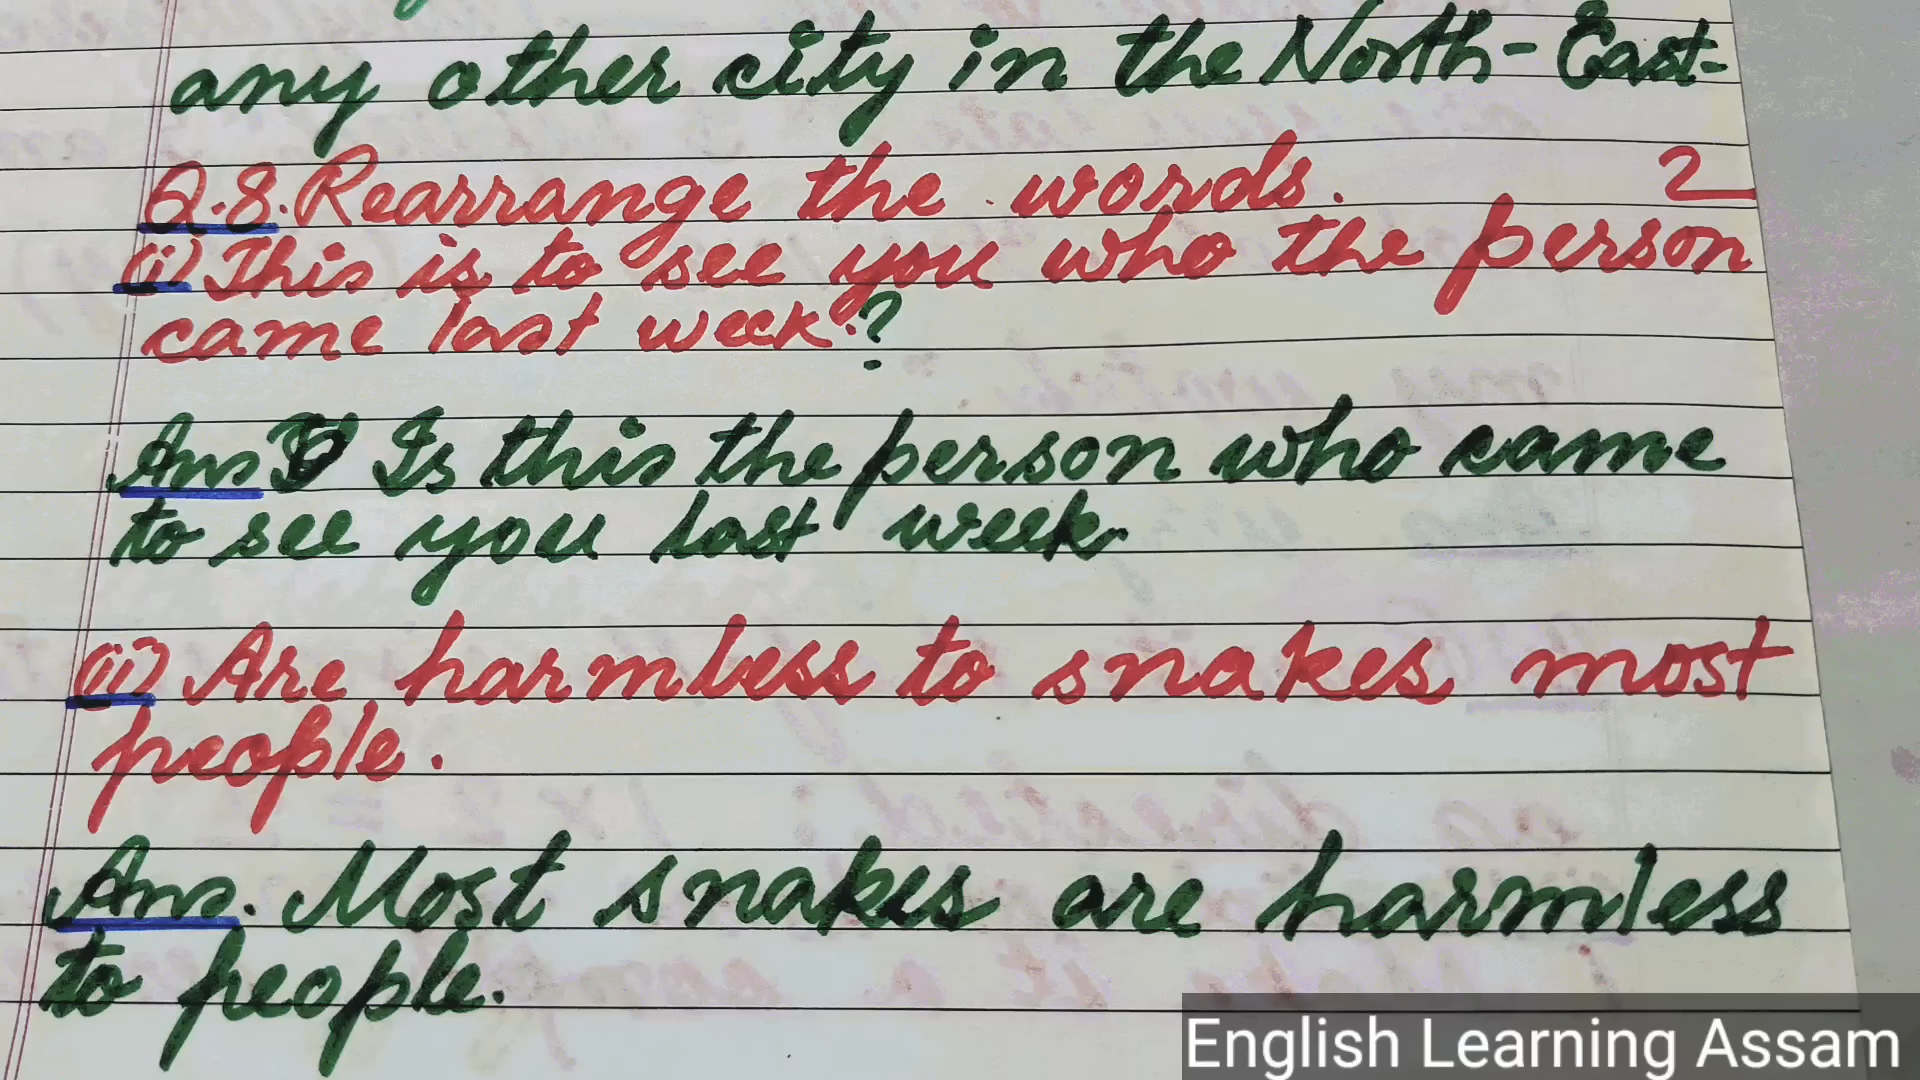 any other city in the North-East-
Q.8. Rearrange the words. 2
(i) This is to see you who the person
came last week.?
Ans Is this the person who came
to see you last week.
(ii) Are harmless to snakes most
people.
Ans. Most snakes are harmless
to people.
English Learning Assam